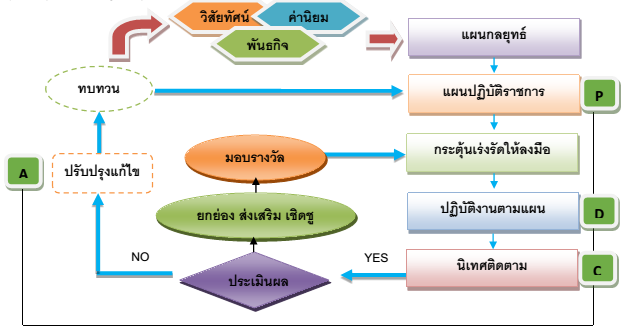 วิสัยทัศน์
ค่านิยม
พันธกิจ
แผนกลยุทธ์
ทบทวน
แผนปฏิบัติราชการ
P
กระตุ้นเร่งรัดให้ลงมือ
มอบรางวัล
A
ปรับปรุงแก้ไข
ยกย่อง ส่งเสริม เชิดชู
ปฏิบัติงานตามแผน
D
NO
ประเมินผล
YES
นิเทศติดตาม
C